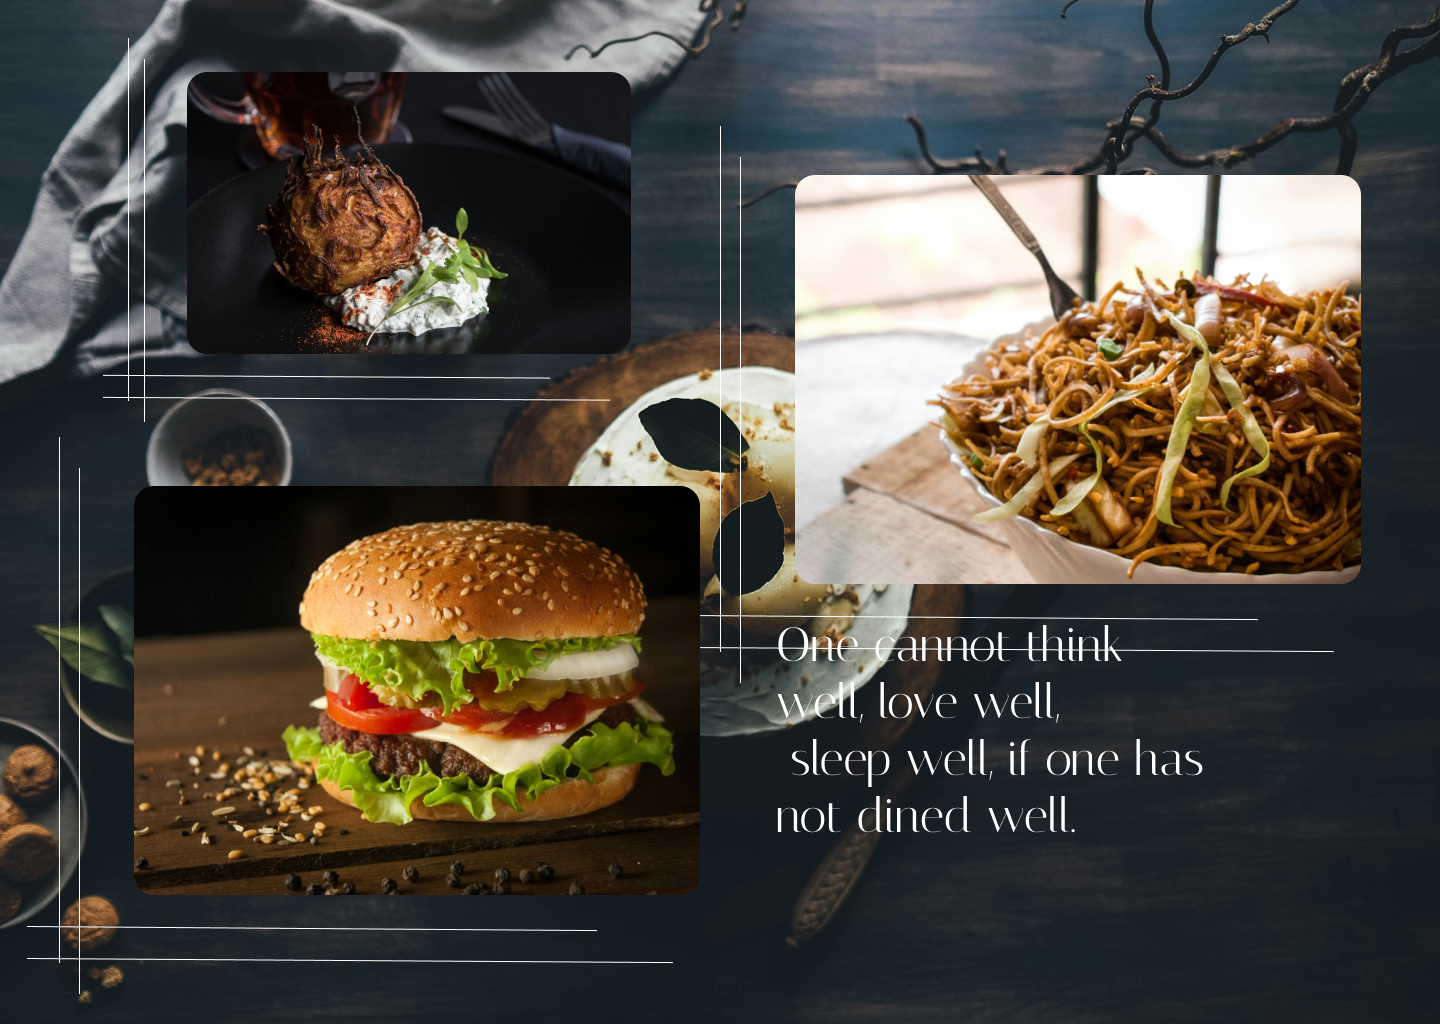 One cannot think
well, love well,
sleep well, if one has
not dined well.